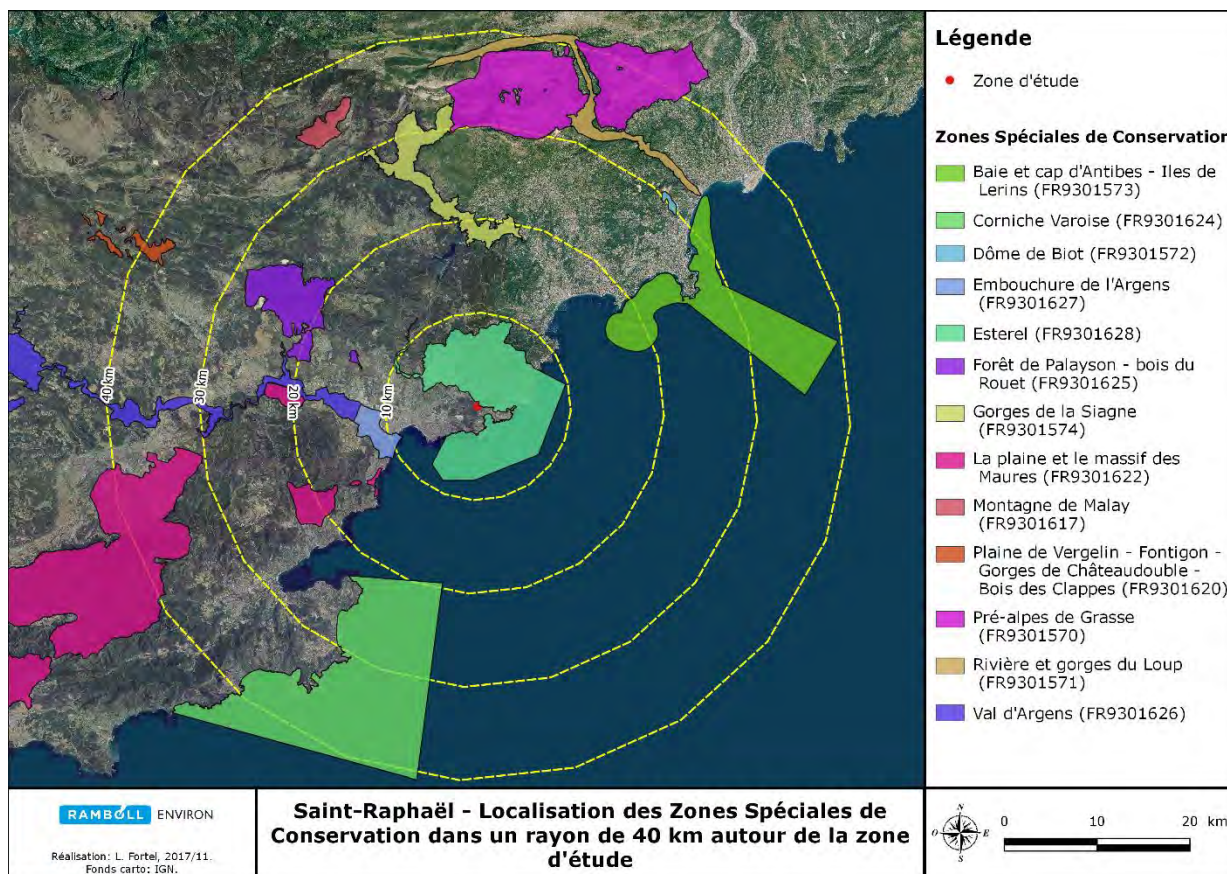 Légende
Zone d'étude
Zones Spéciales de Conservation
Baie et cap d'Antibes - Iles de
Lerins (FR9301573)
Corniche Varoise (FR9301624)
Dôme de Biot (FR9301572)
Embouchure de l'Argens
(FR9301627)
Esterel (FR9301628)
Forêt de Palayson - bois du
Rouet (FR9301625)
Gorges de la Siagne
(FR9301574)
La plaine et le massif des
Maures (FR9301622)
Montagne de Malay
(FR9301617)
Plaine de Vergelin - Fontigon -
Gorges de Châteaudouble -
Bois des Clappes (FR9301620)
Pré-alpes de Grasse
(FR9301570)
Rivière et gorges du Loup
(FR9301571)
Val d'Argens (FR9301626)
40 km
30 km
20 km
10 km
RAMBOLL ENVIRON
Réalisation: L. Fortel, 2017/11.
Fonds carto: IGN.
Saint-Raphaël - Localisation des Zones Spéciales de
Conservation dans un rayon de 40 km autour de la zone
d'étude
N
O E
S
0 10 20 km